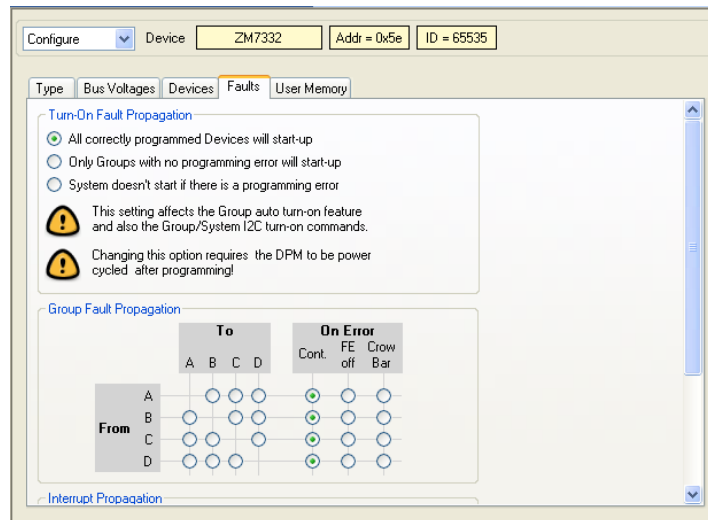 Configure Device ZM7332 Addr = 0x5e ID = 65535
Type Bus Voltages Devices Faults User Memory
Turn-On Fault Propagation
All correctly programmed Devices will start-up
Only Groups with no programming error will start-up
System doesn't start if there is a programming error
This setting affects the Group auto turn-on feature
and also the Group/System I2C turn-on commands.
Changing this option requires the DPM to be power
cycled after programming!
Group Fault Propagation
To On Error
A B C D Cont. FE off Crow Bar
From
A
B
C
D
Interrupt Propagation